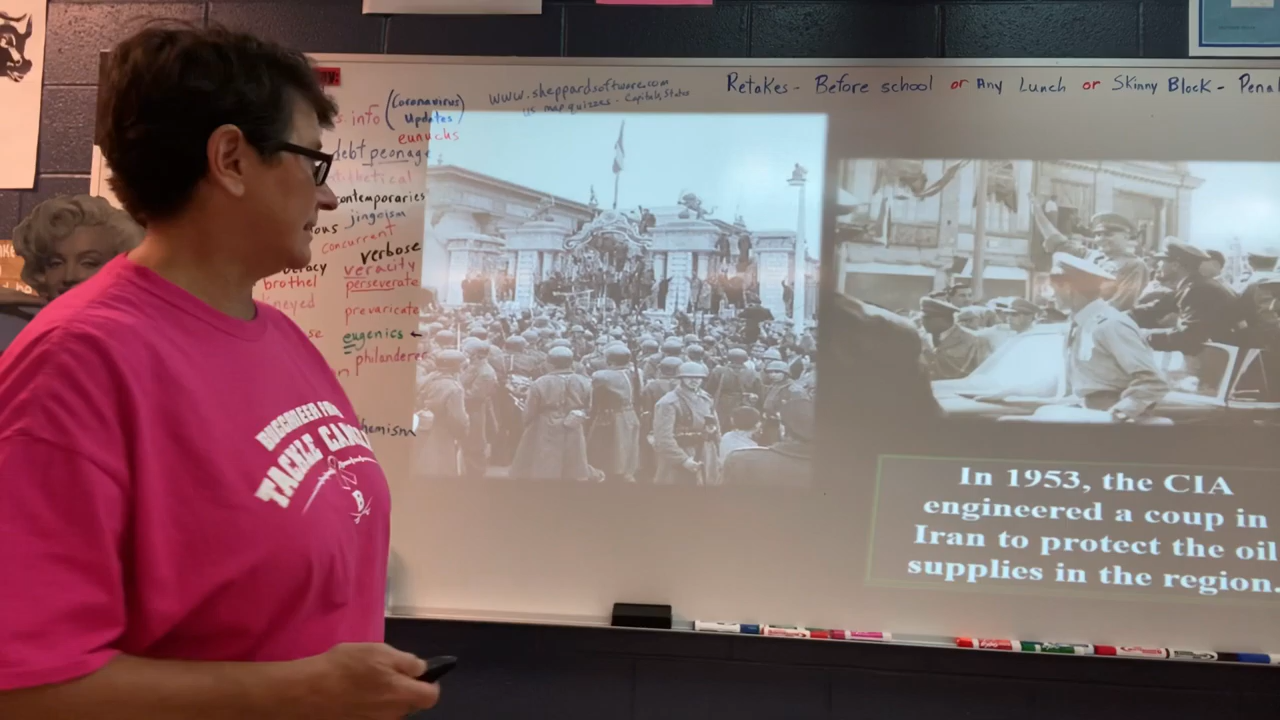 www.sheppardsoftware.com
us map quizzes - Capitals, States
Retakes - Before school or Any Lunch or Skinny Block -
info (Coronavirus Updates)
eunuchs
debt peonage
contemporaries
jingoism
concurrent
verbose
veracity
brothel
perseverate
prevaricate
eugenics ←
philanderer
BUCCANEER
TACKLE
B
In 1953, the CIA
engineered a coup in
Iran to protect the oil
supplies in the region.